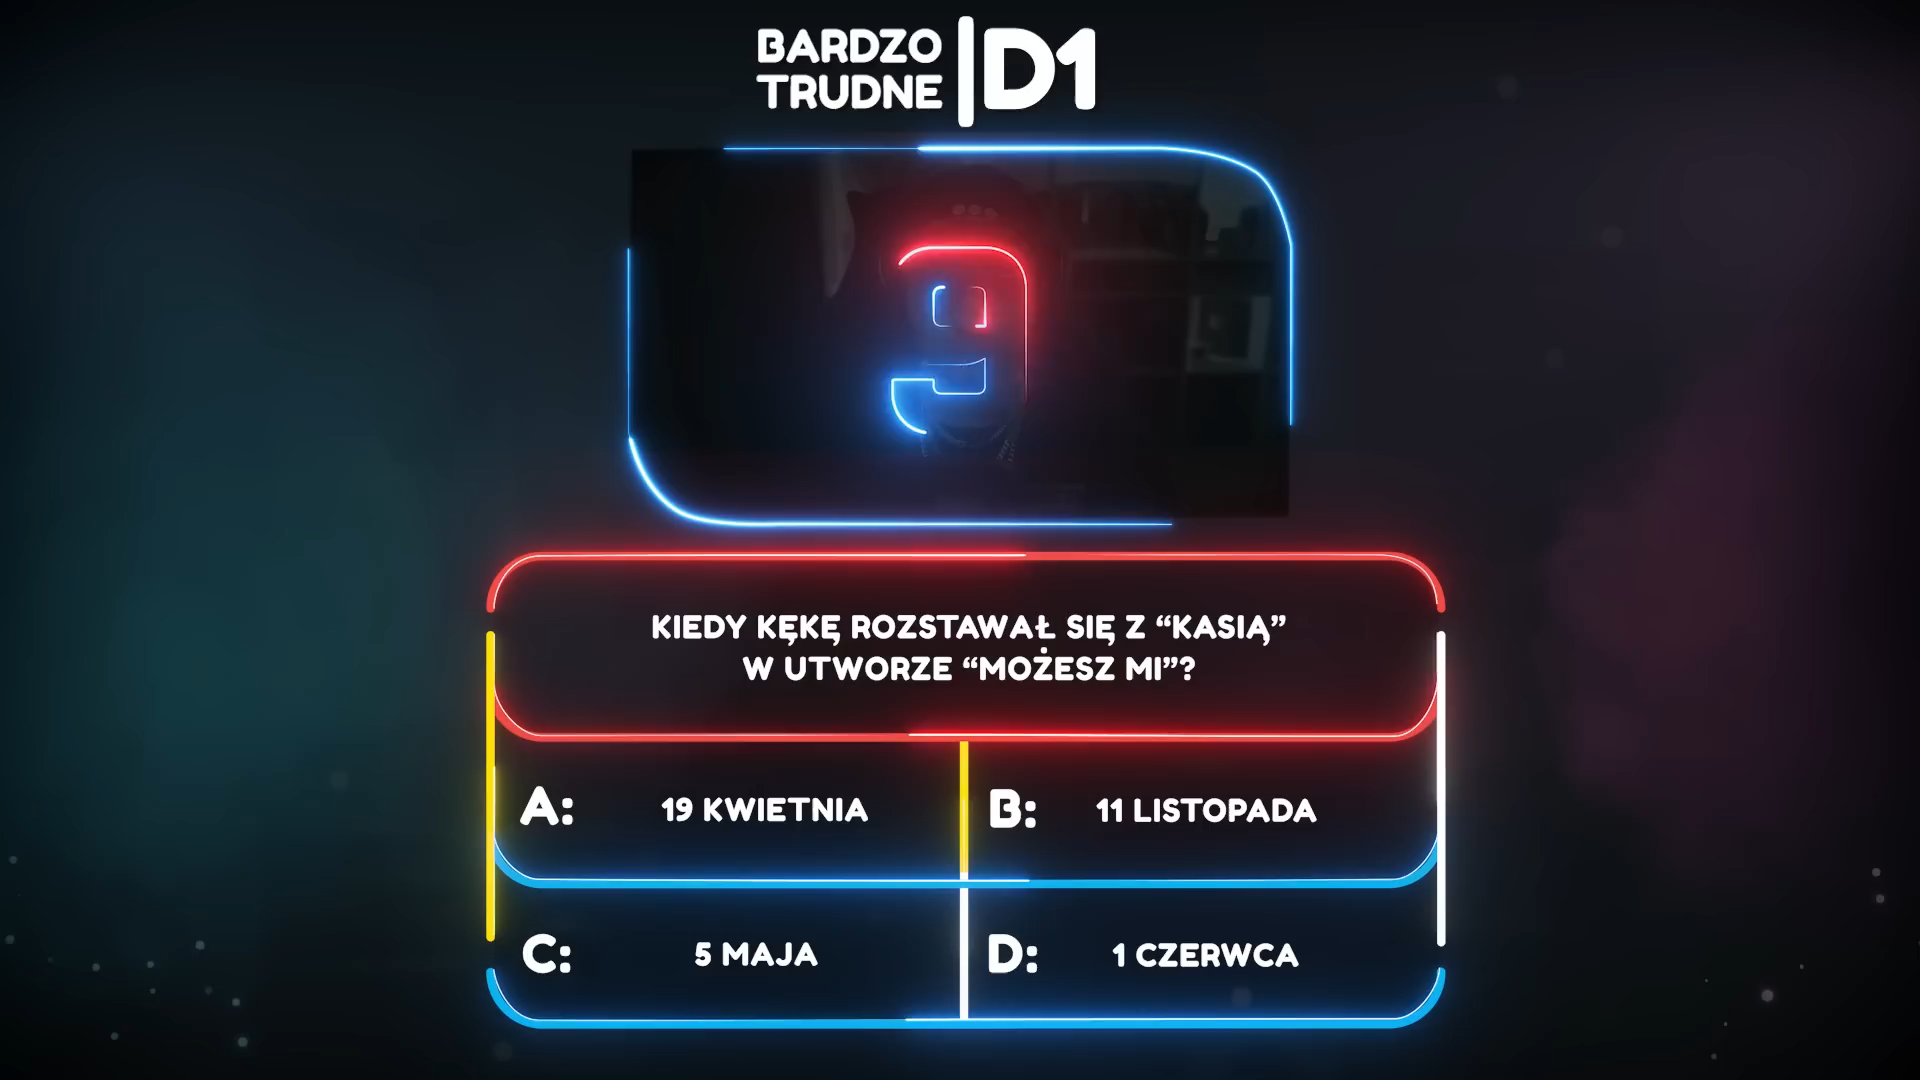 BARDZO
TRUDNE
D1
9
KIEDY KĘKĘ ROZSTAWAŁ SIĘ Z “KASIĄ”
W UTWORZE “MOŻESZ MI”?
A: 19 KWIETNIA
B: 11 LISTOPADA
C: 5 MAJA
D: 1 CZERWCA